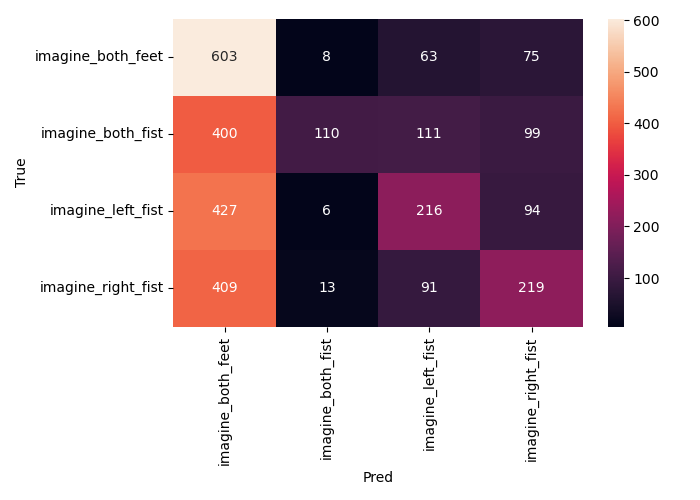 imagine_both_feet 603 8 63 75
imagine_both_fist 400 110 111 99
imagine_left_fist 427 6 216 94
imagine_right_fist 409 13 91 219
True
imagine_both_feet
imagine_both_fist
imagine_left_fist
imagine_right_fist
Pred
600
500
400
300
200
100